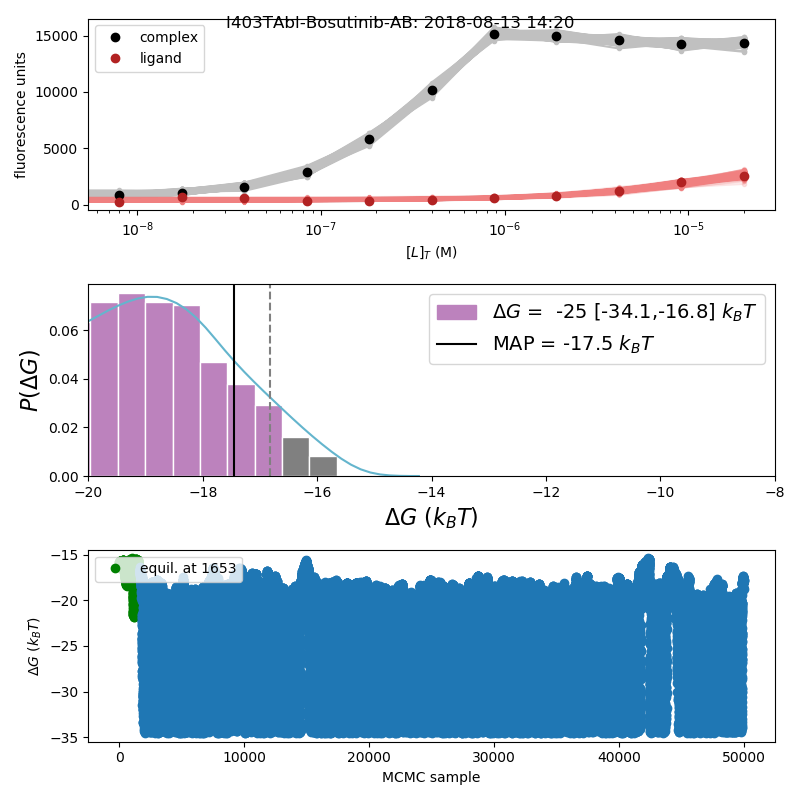 I403TAbl-Bosutinib-AB: 2018-08-13 14:20
fluorescence units
15000
10000
5000
0
complex
ligand
10⁻⁸
10⁻⁷
10⁻⁶
10⁻⁵
[L]_T (M)
P(ΔG)
0.06
0.04
0.02
0.00
ΔG = -25 [-34.1,-16.8] k_BT
MAP = -17.5 k_BT
−20
−18
−16
−14
−12
−10
−8
ΔG (k_BT)
ΔG (k_BT)
−15
−20
−25
−30
−35
equil. at 1653
0
10000
20000
30000
40000
50000
MCMC sample